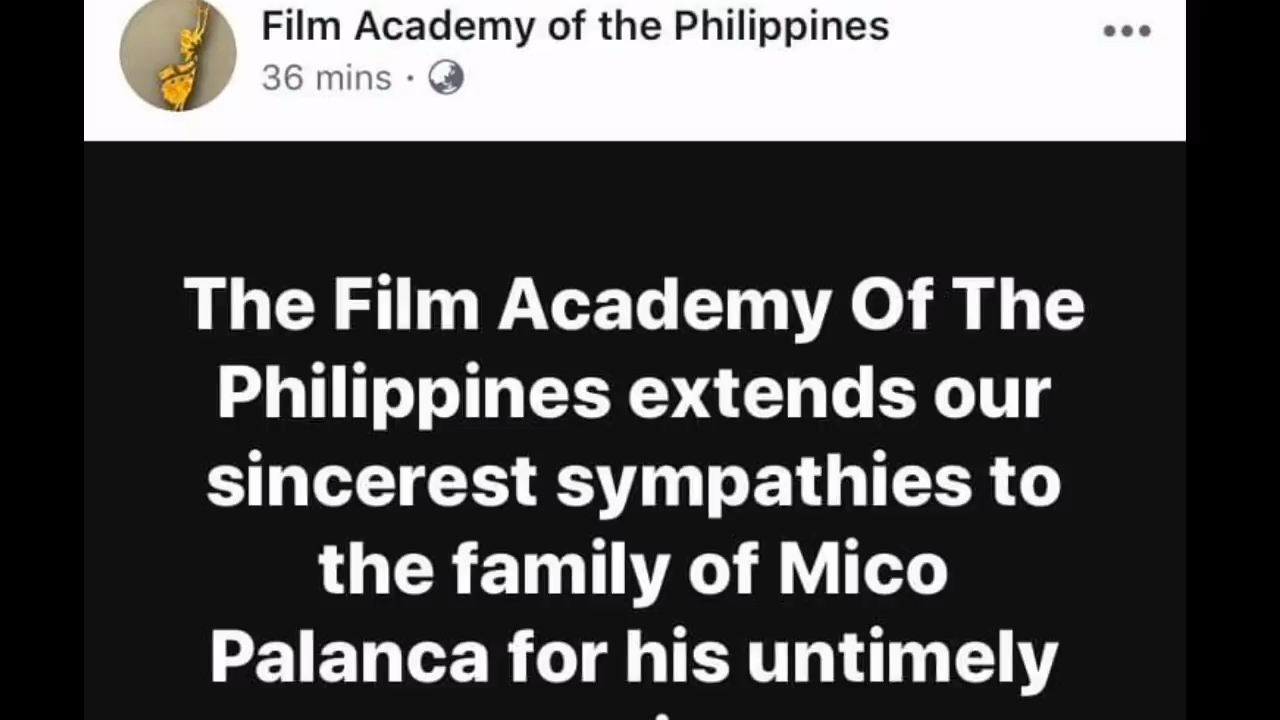 Film Academy of the Philippines
36 mins ·
The Film Academy Of The
Philippines extends our
sincerest sympathies to
the family of Mico
Palanca for his untimely